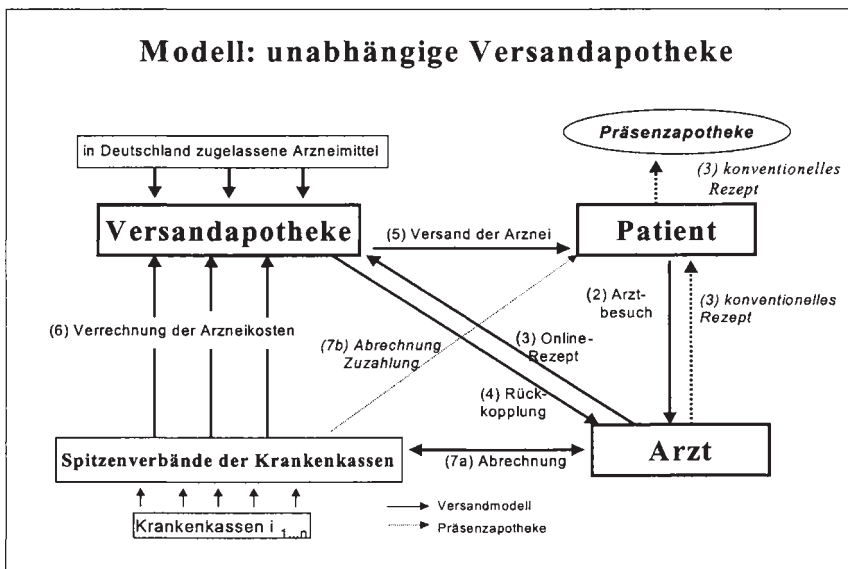 Modell: unabhängige Versandapotheke
Präsenzapotheke
in Deutschland zugelassene Arzneimittel
(3) konventionelles
Rezept
Versandapotheke
(5) Versand der Arznei
Patient
(2) Arzt-
besuch
(3) konventionelles
Rezept
(6) Verrechnung der Arzneikosten
(7b) Abrechnung
Zuzahlung
(3) Online-
Rezept
(4) Rück-
kopplung
Spitzenverbände der Krankenkassen
(7a) Abrechnung
Arzt
Krankenkassen i 1...n
Versandmodell
Präsenzapotheke